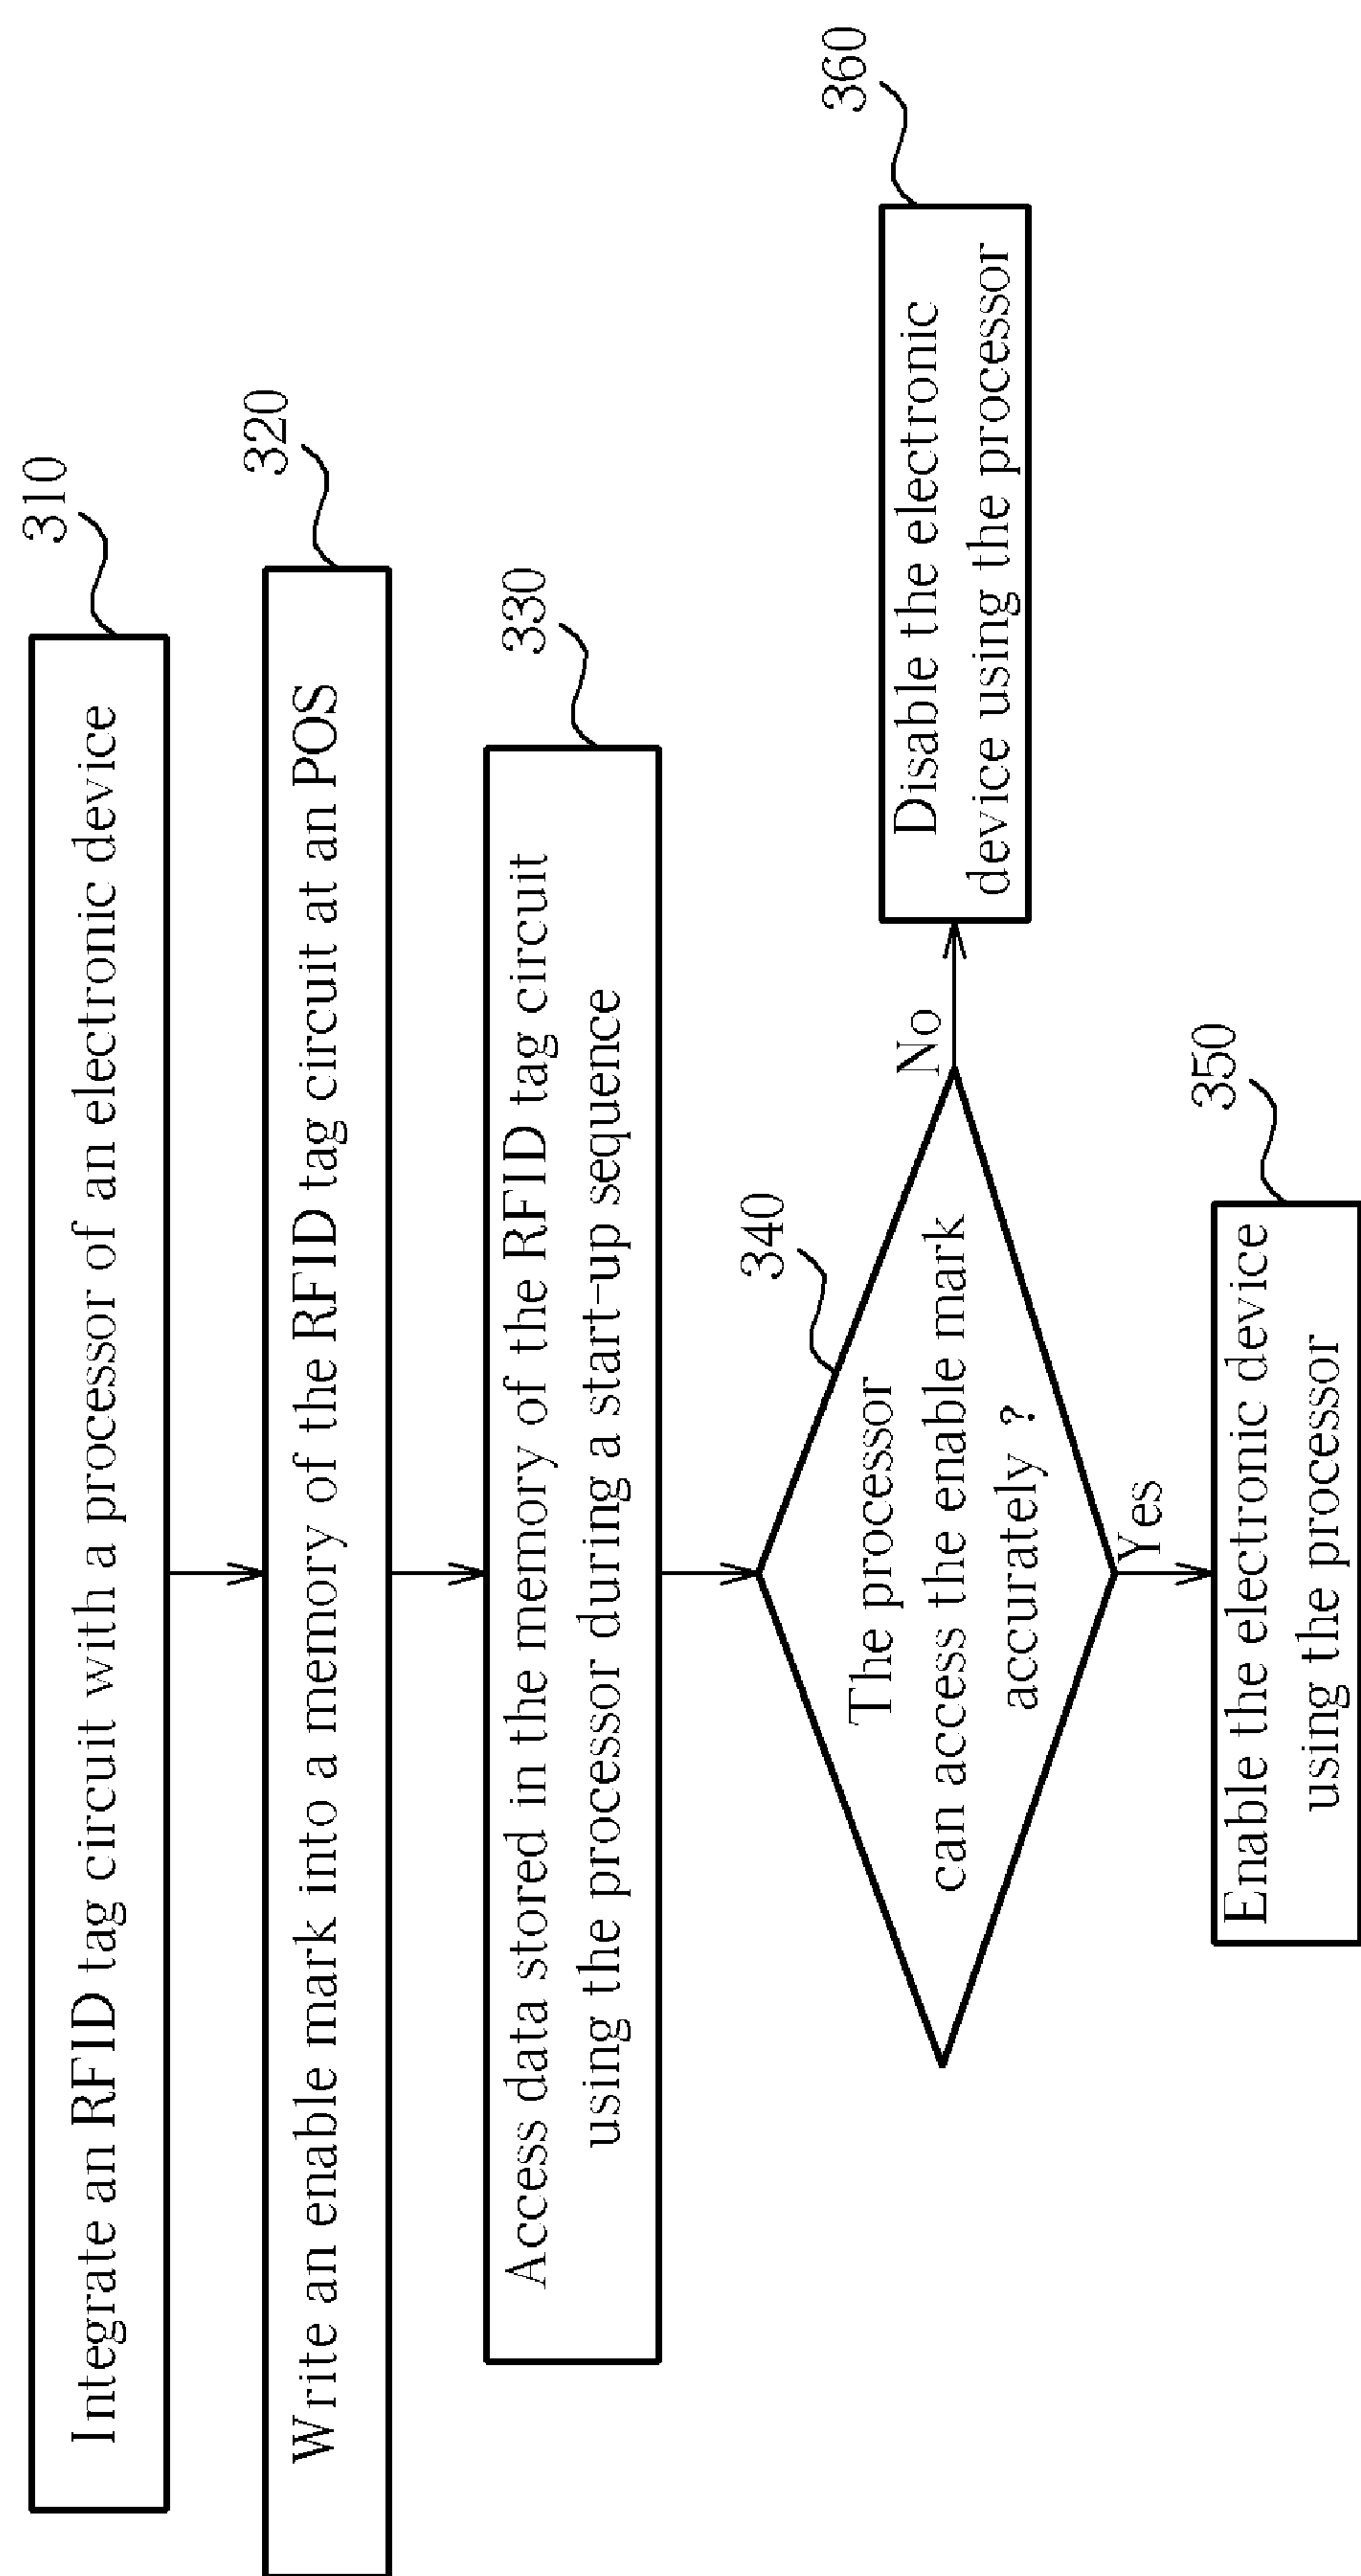 310
Integrate an RFID tag circuit with a processor of an electronic device
320
Write an enable mark into a memory of the RFID tag circuit at an POS
330
Access data stored in the memory of the RFID tag circuit
using the processor during a start-up sequence
340
The processor
can access the enable mark
accurately ?
No
360
Disable the electronic
device using the processor
Yes
350
Enable the electronic device
using the processor